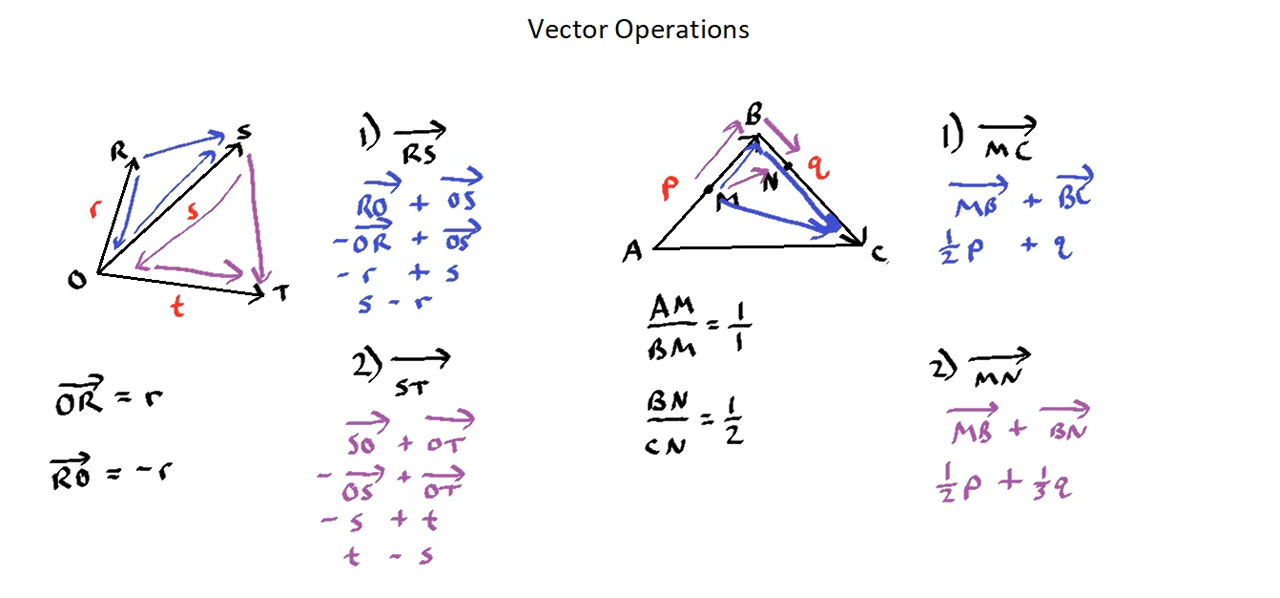 Vector Operations
R
S
r
s
O
t
T
OR = r
RO = -r
1) RS
RO + OS
-OR + OS
- r + s
s - r
2) ST
SO + OT
- OS + OT
- s + t
t - s
B
P
q
N
M
A
C
AM/BM = 1/1
BN/CN = 1/2
1) MC
MB + BC
1/2 p + q
2) MN
MB + BN
1/2 p + 1/3 q